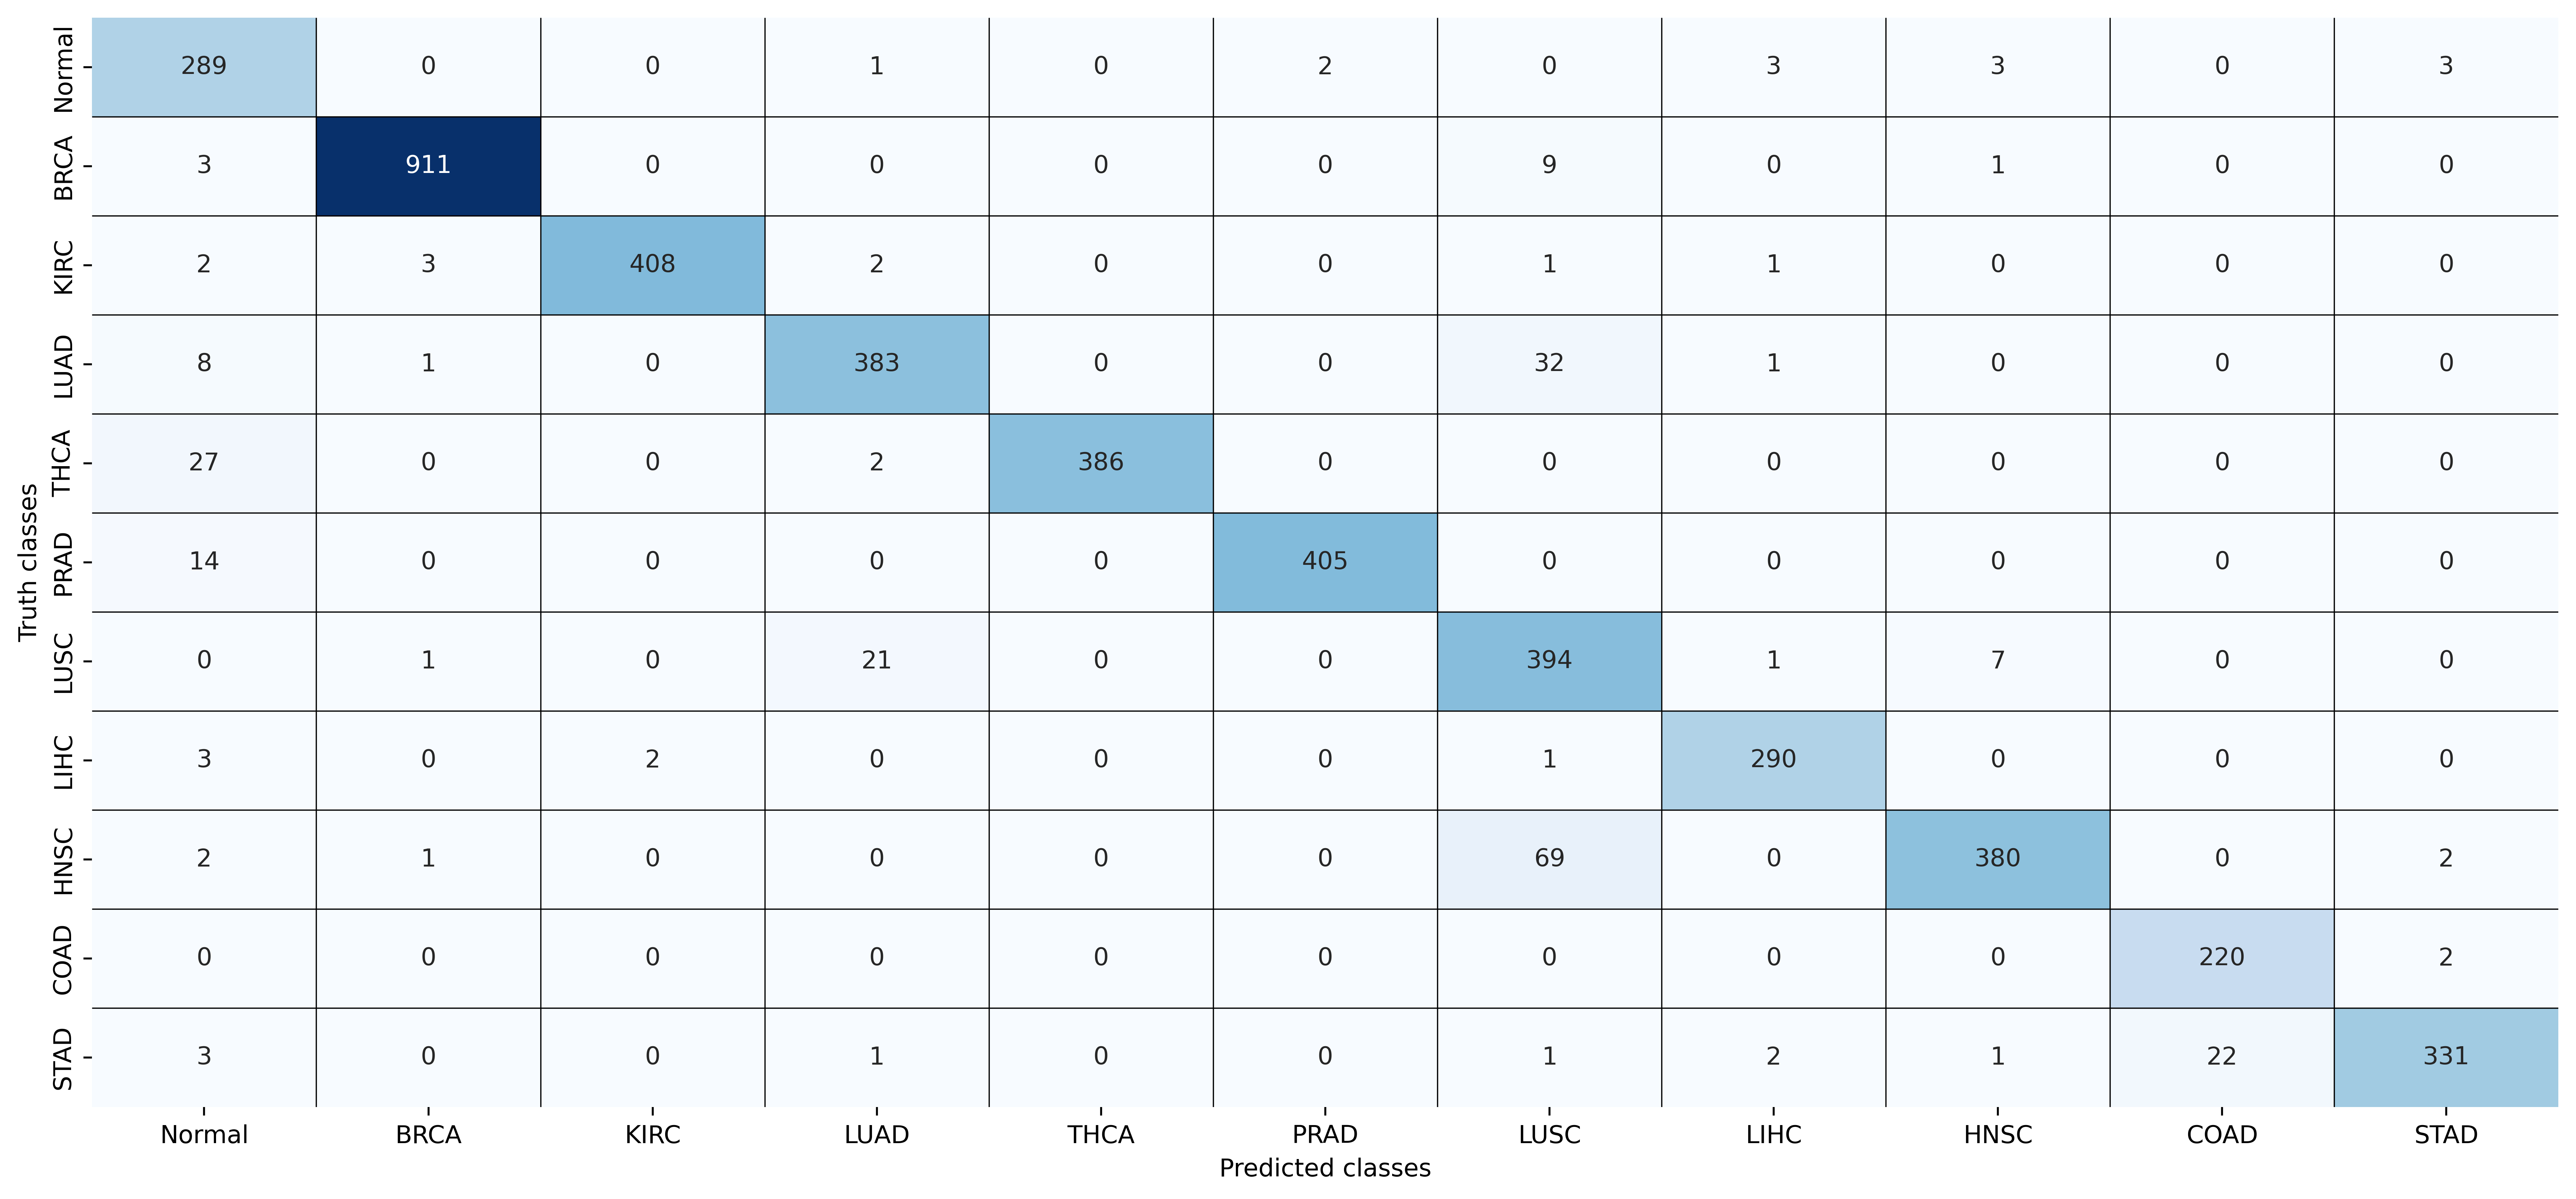 Truth classes
Normal 289 0 0 1 0 2 0 3 3 0 3
BRCA 3 911 0 0 0 0 9 0 1 0 0
KIRC 2 3 408 2 0 0 1 1 0 0 0
LUAD 8 1 0 383 0 0 32 1 0 0 0
THCA 27 0 0 2 386 0 0 0 0 0 0
PRAD 14 0 0 0 0 405 0 0 0 0 0
LUSC 0 1 0 21 0 0 394 1 7 0 0
LIHC 3 0 2 0 0 0 1 290 0 0 0
HNSC 2 1 0 0 0 0 69 0 380 0 2
COAD 0 0 0 0 0 0 0 0 0 220 2
STAD 3 0 0 1 0 0 1 2 1 22 331
Normal BRCA KIRC LUAD THCA PRAD LUSC LIHC HNSC COAD STAD
Predicted classes